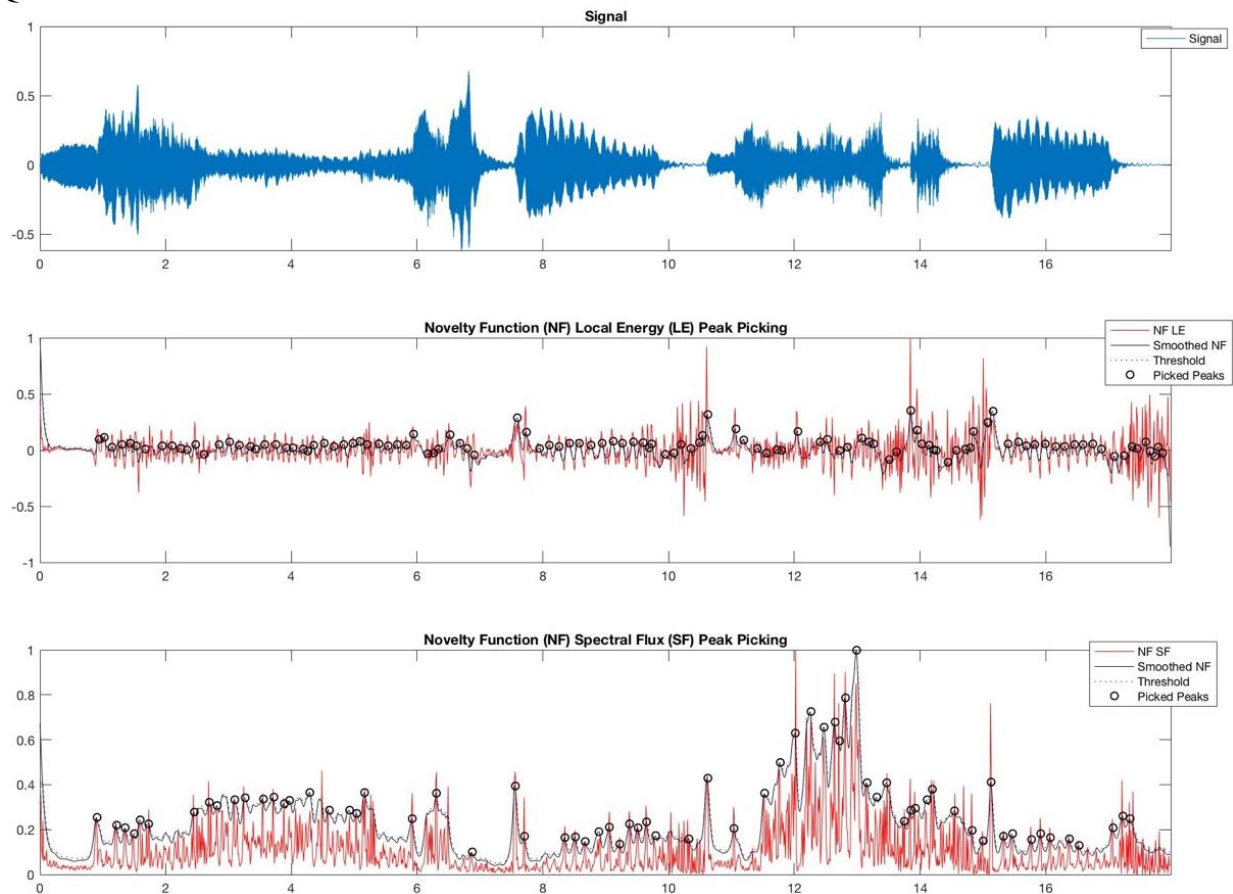 Signal
1
Signal
0.5
0
-0.5
0 2 4 6 8 10 12 14 16
Novelty Function (NF) Local Energy (LE) Peak Picking
1
NF LE
Smoothed NF
Threshold
Picked Peaks
0.5
0
-0.5
-1
0 2 4 6 8 10 12 14 16
Novelty Function (NF) Spectral Flux (SF) Peak Picking
1
NF SF
Smoothed NF
Threshold
Picked Peaks
0.8
0.6
0.4
0.2
0
0 2 4 6 8 10 12 14 16